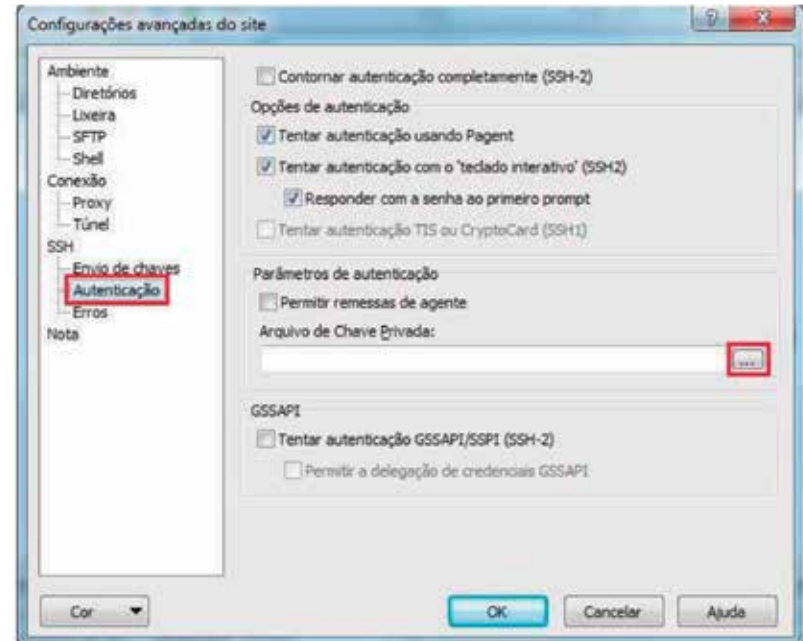 Configurações avançadas do site
Ambiente
Diretórios
Lixeira
SFTP
Shell
Conexão
Proxy
Túnel
SSH
Envio de chaves
Autenticação
Erros
Nota
Contornar autenticação completamente (SSH-2)
Opções de autenticação
Tentar autenticação usando Pagent
Tentar autenticação com o 'teclado interativo' (SSH2)
Responder com a senha ao primeiro prompt
Tentar autenticação TIS ou CryptoCard (SSH1)
Parâmetros de autenticação
Permitir remessas de agente
Arquivo de Chave Privada:
...
GSSAPI
Tentar autenticação GSSAPI/SSPI (SSH-2)
Permitir a delegação de credenciais GSSAPI
Cor
OK
Cancelar
Ajuda